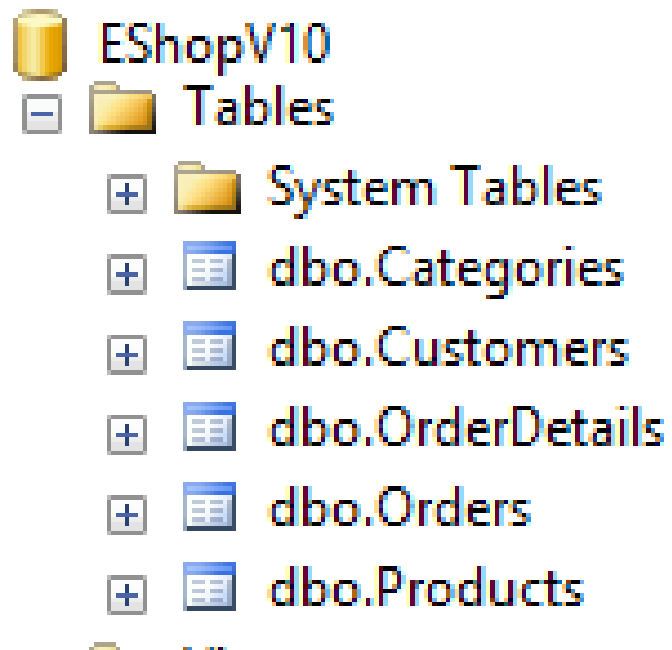 EShopV10
Tables
System Tables
dbo.Categories
dbo.Customers
dbo.OrderDetails
dbo.Orders
dbo.Products